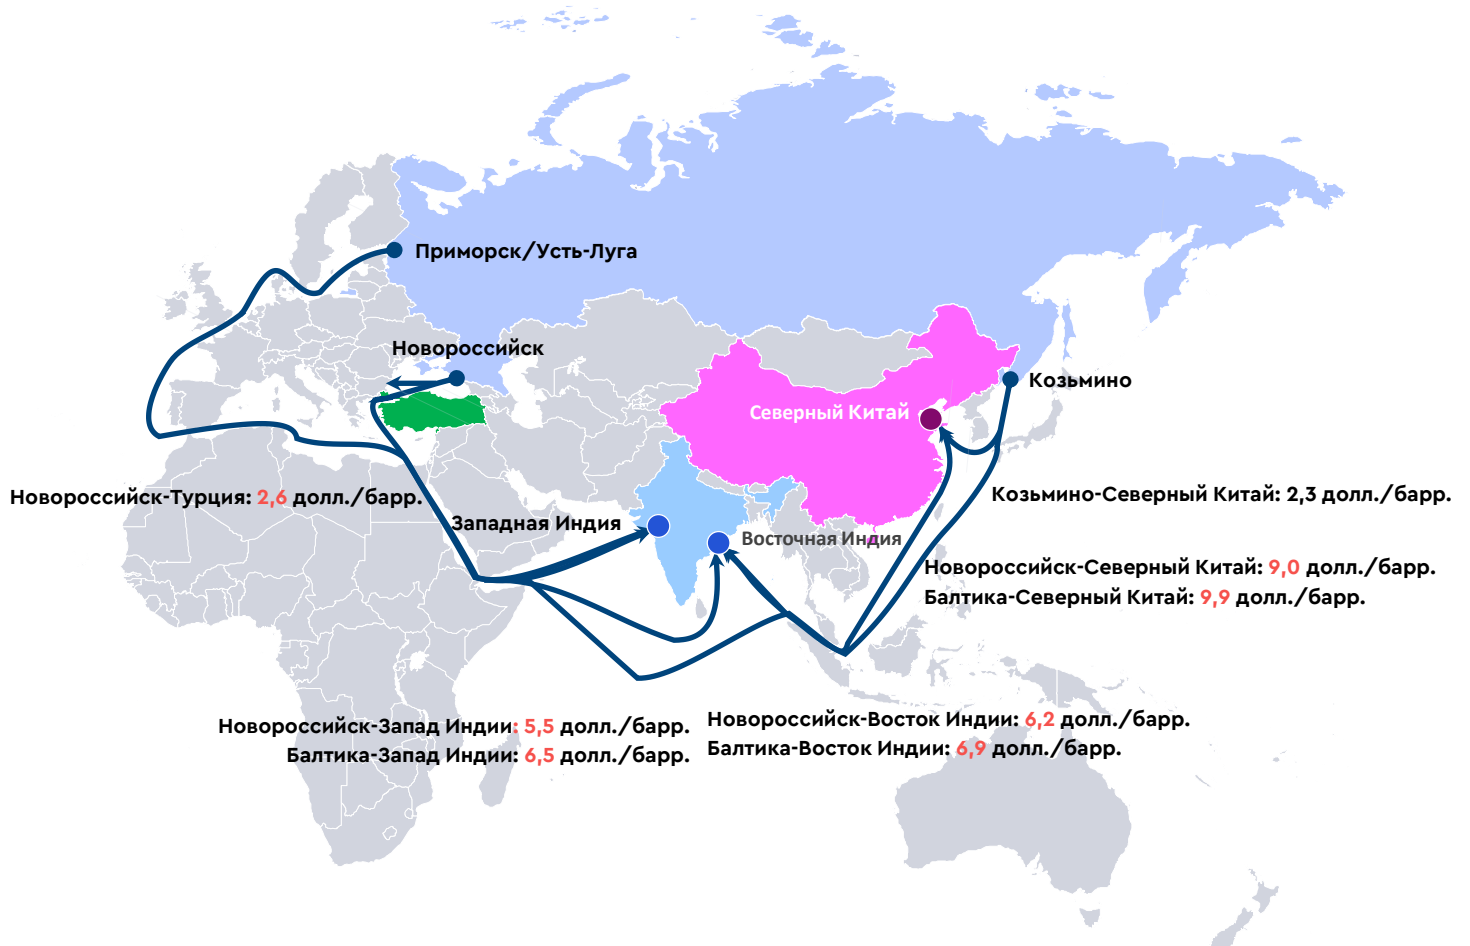 Приморск/Усть-Луга
Новороссийск
Козьмино
Северный Китай
Новороссийск-Турция: 2,6 долл./барр.
Козьмино-Северный Китай: 2,3 долл./барр.
Западная Индия
Восточная Индия
Новороссийск-Северный Китай: 9,0 долл./барр.
Балтика-Северный Китай: 9,9 долл./барр.
Новороссийск-Запад Индии: 5,5 долл./барр.
Балтика-Запад Индии: 6,5 долл./барр.
Новороссийск-Восток Индии: 6,2 долл./барр.
Балтика-Восток Индии: 6,9 долл./барр.